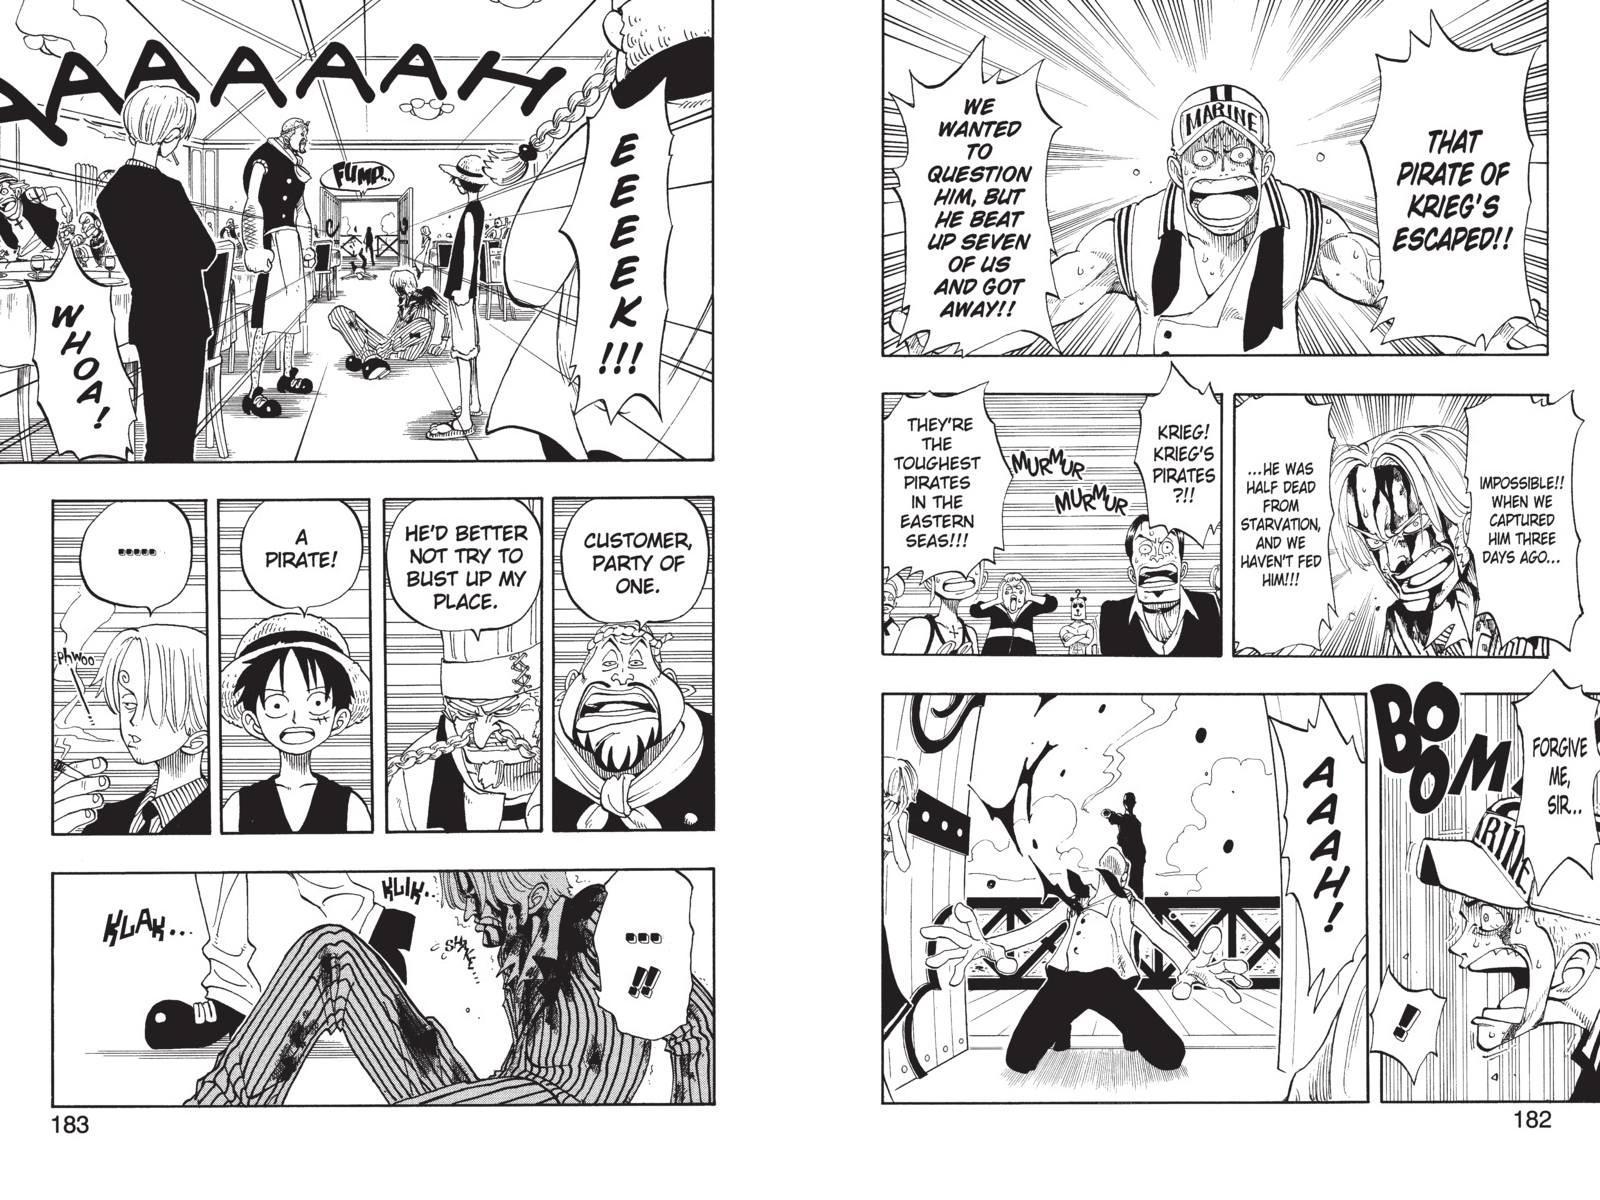 THAT
PIRATE OF
KRIEG'S
ESCAPED!!
MARINE
WE
WANTED
TO
QUESTION
HIM, BUT
HE BEAT
UP SEVEN
OF US
AND GOT
AWAY!!
IMPOSSIBLE!!
WHEN WE
CAPTURED
HIM THREE
DAYS AGO...
...HE WAS
HALF DEAD
FROM
STARVATION,
AND WE
HAVEN'T FED
HIM!!!
KRIEG!
KRIEG'S
PIRATES
?!!
MURMUR
MURMUR
THEY'RE
THE
TOUGHEST
PIRATES
IN THE
EASTERN
SEAS!!!
FORGIVE
ME,
SIR...
BOOM
!!
AAAH!
182
EEEEEK!!!
AAAAAAAH
FUMP...
WHOA!
CUSTOMER,
PARTY OF
ONE.
HE'D BETTER
NOT TRY TO
BUST UP MY
PLACE.
A
PIRATE!
.....
PHWOO
...
!!
KLIK...
SHAKE
KLAK...
183